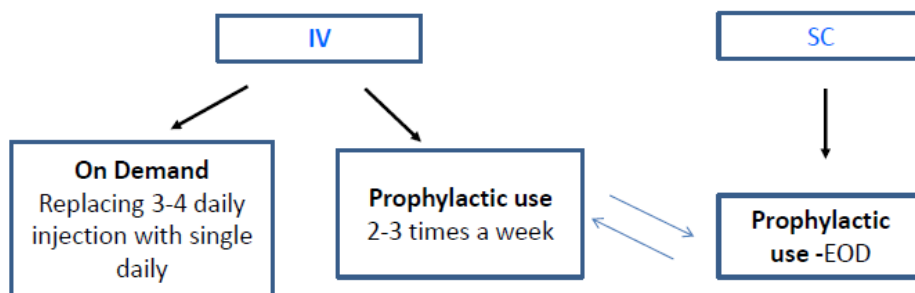 IV
SC
On Demand
Replacing 3-4 daily
injection with single
daily
Prophylactic use
2-3 times a week
Prophylactic
use -EOD